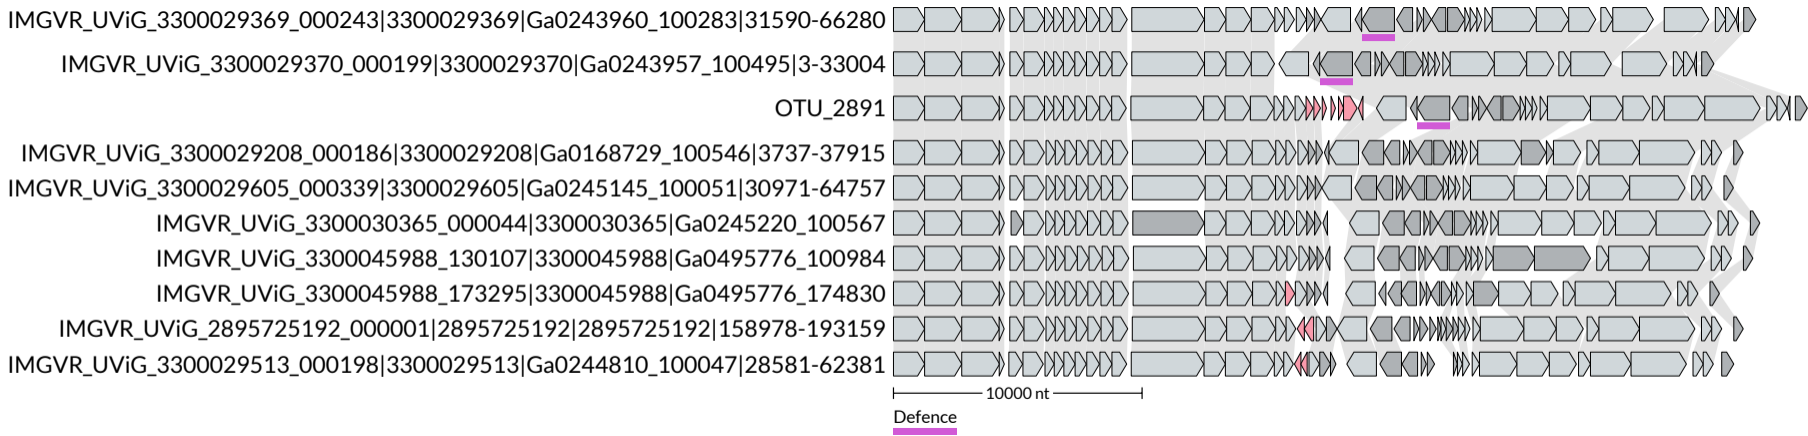 IMGVR_UViG_3300029369_000243|3300029369|Ga0243960_100283|31590-66280
IMGVR_UViG_3300029370_000199|3300029370|Ga0243957_100495|3-33004
OTU_2891
IMGVR_UViG_3300029208_000186|3300029208|Ga0168729_100546|3737-37915
IMGVR_UViG_3300029605_000339|3300029605|Ga0245145_100051|30971-64757
IMGVR_UViG_3300030365_000044|3300030365|Ga0245220_100567
IMGVR_UViG_3300045988_130107|3300045988|Ga0495776_100984
IMGVR_UViG_3300045988_173295|3300045988|Ga0495776_174830
IMGVR_UViG_2895725192_000001|2895725192|2895725192|158978-193159
IMGVR_UViG_3300029513_000198|3300029513|Ga0244810_100047|28581-62381
10000 nt
Defence